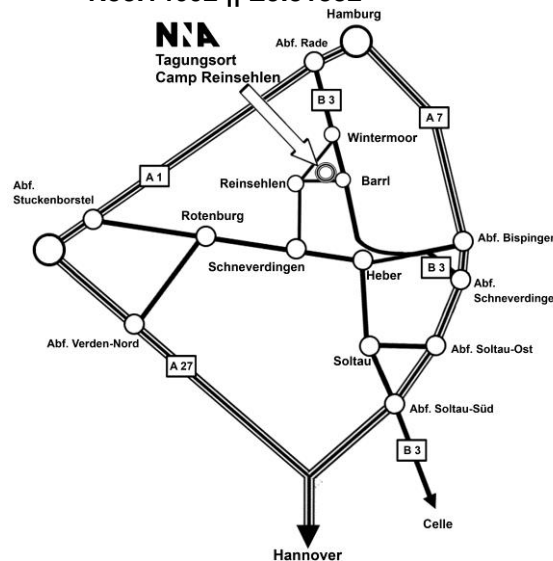 Hamburg
NNA
Abf. Rade
Tagungsort
Camp Reinsehlen
B 3
A 7
Wintermoor
A 1
Reinsehlen
Barrl
Abf.
Stuckenborstel
Rotenburg
Abf. Bispingen
Schneverdingen
Heber
B 3
Abf.
Schneverdinge
Abf. Verden-Nord
Soltau
Abf. Soltau-Ost
A 27
Abf. Soltau-Süd
B 3
Celle
Hannover